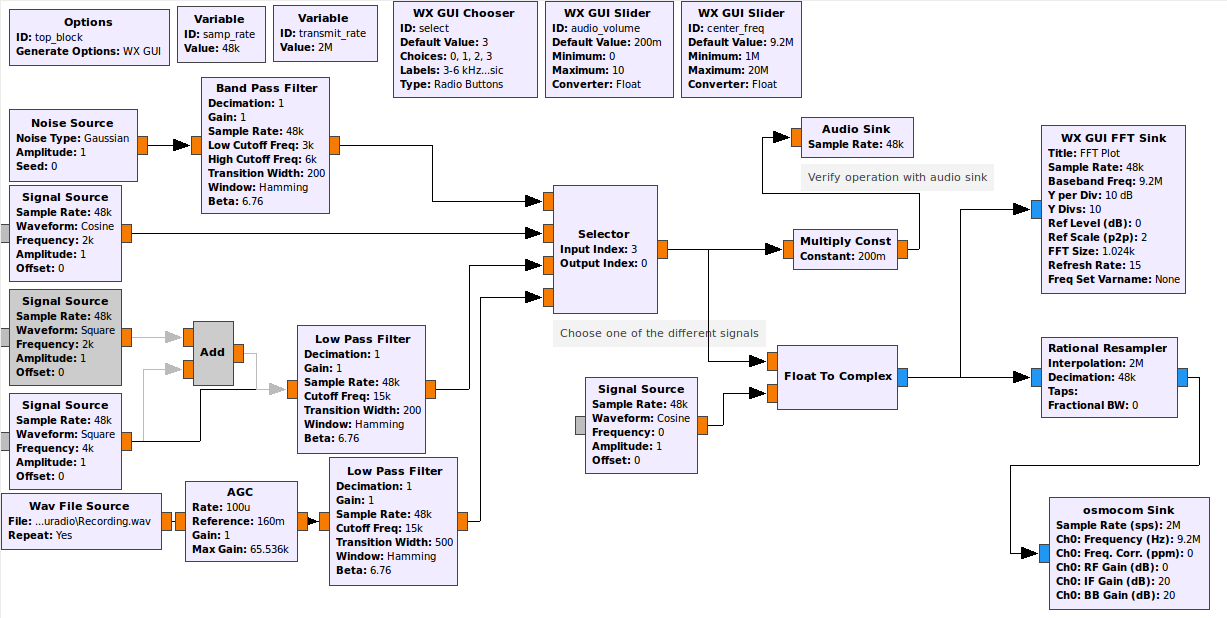 Options
ID: top_block
Generate Options: WX GUI
Variable
ID: samp_rate
Value: 48k
Variable
ID: transmit_rate
Value: 2M
WX GUI Chooser
ID: select
Default Value: 3
Choices: 0, 1, 2, 3
Labels: 3-6 kHz...sic
Type: Radio Buttons
WX GUI Slider
ID: audio_volume
Default Value: 200m
Minimum: 0
Maximum: 10
Converter: Float
WX GUI Slider
ID: center_freq
Default Value: 9.2M
Minimum: 1M
Maximum: 20M
Converter: Float
Noise Source
Noise Type: Gaussian
Amplitude: 1
Seed: 0
Band Pass Filter
Decimation: 1
Gain: 1
Sample Rate: 48k
Low Cutoff Freq: 3k
High Cutoff Freq: 6k
Transition Width: 200
Window: Hamming
Beta: 6.76
Signal Source
Sample Rate: 48k
Waveform: Cosine
Frequency: 2k
Amplitude: 1
Offset: 0
Signal Source
Sample Rate: 48k
Waveform: Square
Frequency: 2k
Amplitude: 1
Offset: 0
Add
Signal Source
Sample Rate: 48k
Waveform: Square
Frequency: 4k
Amplitude: 1
Offset: 0
Low Pass Filter
Decimation: 1
Gain: 1
Sample Rate: 48k
Cutoff Freq: 15k
Transition Width: 200
Window: Hamming
Beta: 6.76
Wav File Source
File: ...uradio\Recording.wav
Repeat: Yes
AGC
Rate: 100u
Reference: 160m
Gain: 1
Max Gain: 65.536k
Low Pass Filter
Decimation: 1
Gain: 1
Sample Rate: 48k
Cutoff Freq: 15k
Transition Width: 500
Window: Hamming
Beta: 6.76
Selector
Input Index: 3
Output Index: 0
Choose one of the different signals
Signal Source
Sample Rate: 48k
Waveform: Cosine
Frequency: 0
Amplitude: 1
Offset: 0
Audio Sink
Sample Rate: 48k
Verify operation with audio sink
Multiply Const
Constant: 200m
Float To Complex
WX GUI FFT Sink
Title: FFT Plot
Sample Rate: 48k
Baseband Freq: 9.2M
Y per Div: 10 dB
Y Divs: 10
Ref Level (dB): 0
Ref Scale (p2p): 2
FFT Size: 1.024k
Refresh Rate: 15
Freq Set Varname: None
Rational Resampler
Interpolation: 2M
Decimation: 48k
Taps:
Fractional BW: 0
osmocom Sink
Sample Rate (sps): 2M
Ch0: Frequency (Hz): 9.2M
Ch0: Freq. Corr. (ppm): 0
Ch0: RF Gain (dB): 0
Ch0: IF Gain (dB): 20
Ch0: BB Gain (dB): 20